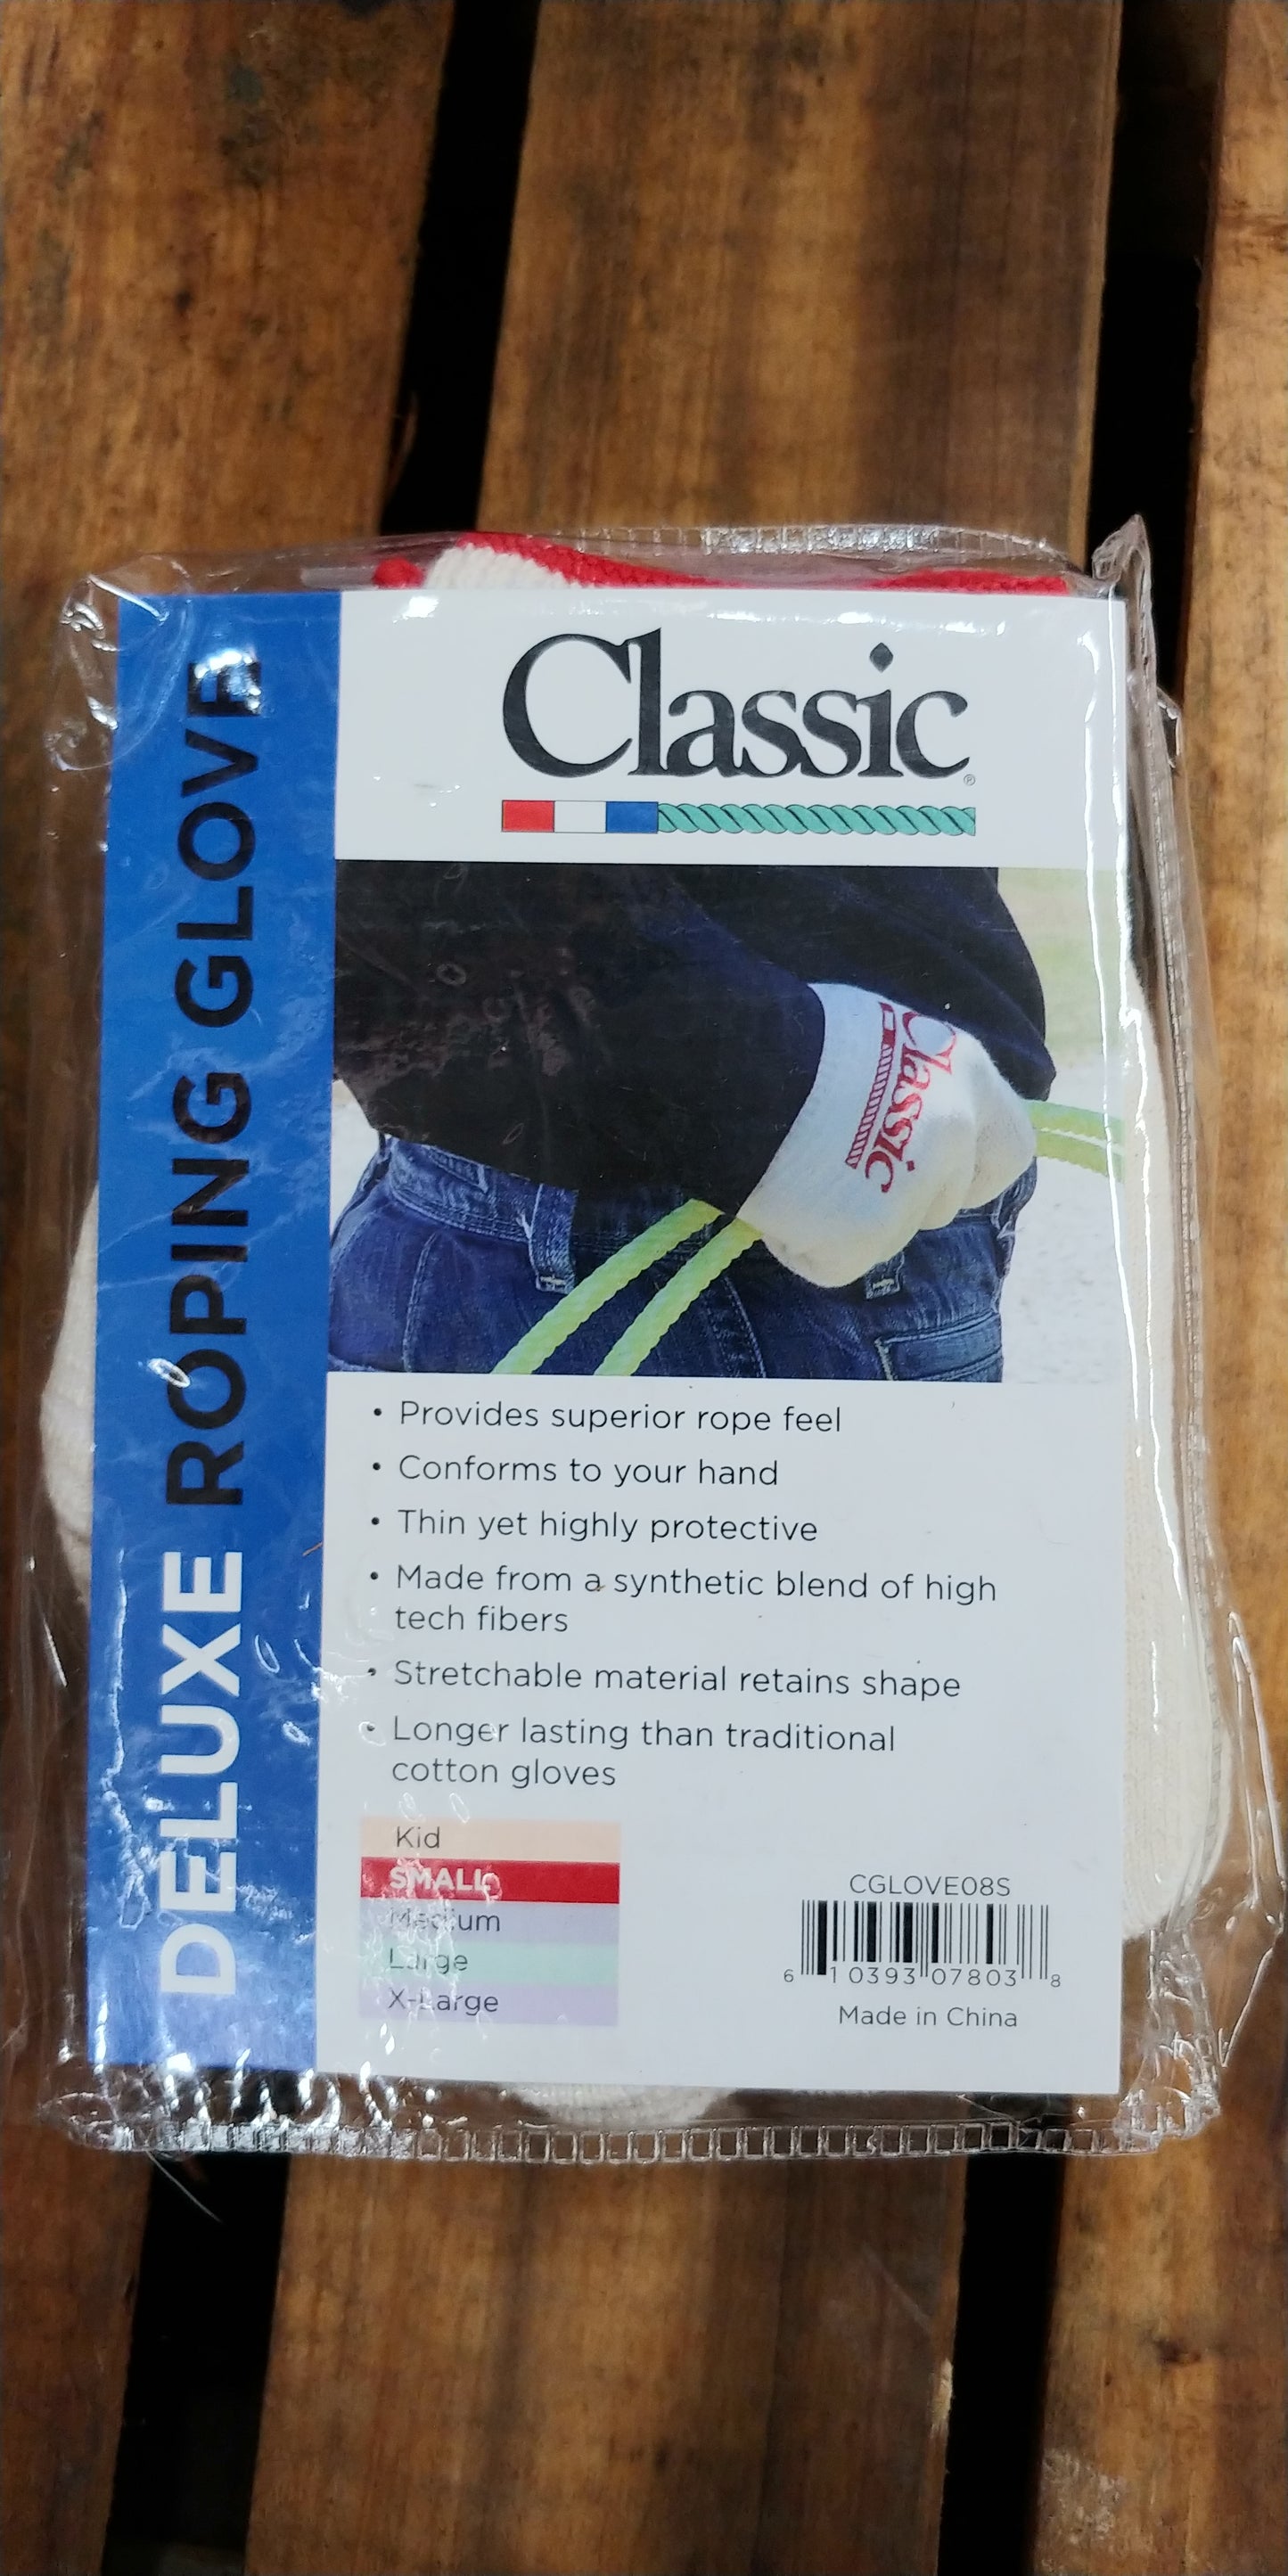 Classic
®
DELUXE ROPING GLOVE
Classic
• Provides superior rope feel
• Conforms to your hand
• Thin yet highly protective
• Made from a synthetic blend of high
tech fibers
• Stretchable material retains shape
• Longer lasting than traditional
cotton gloves
Kid
SMALL
Medium
Large
X-Large
CGLOVE08S
6 10393 07803 8
Made in China